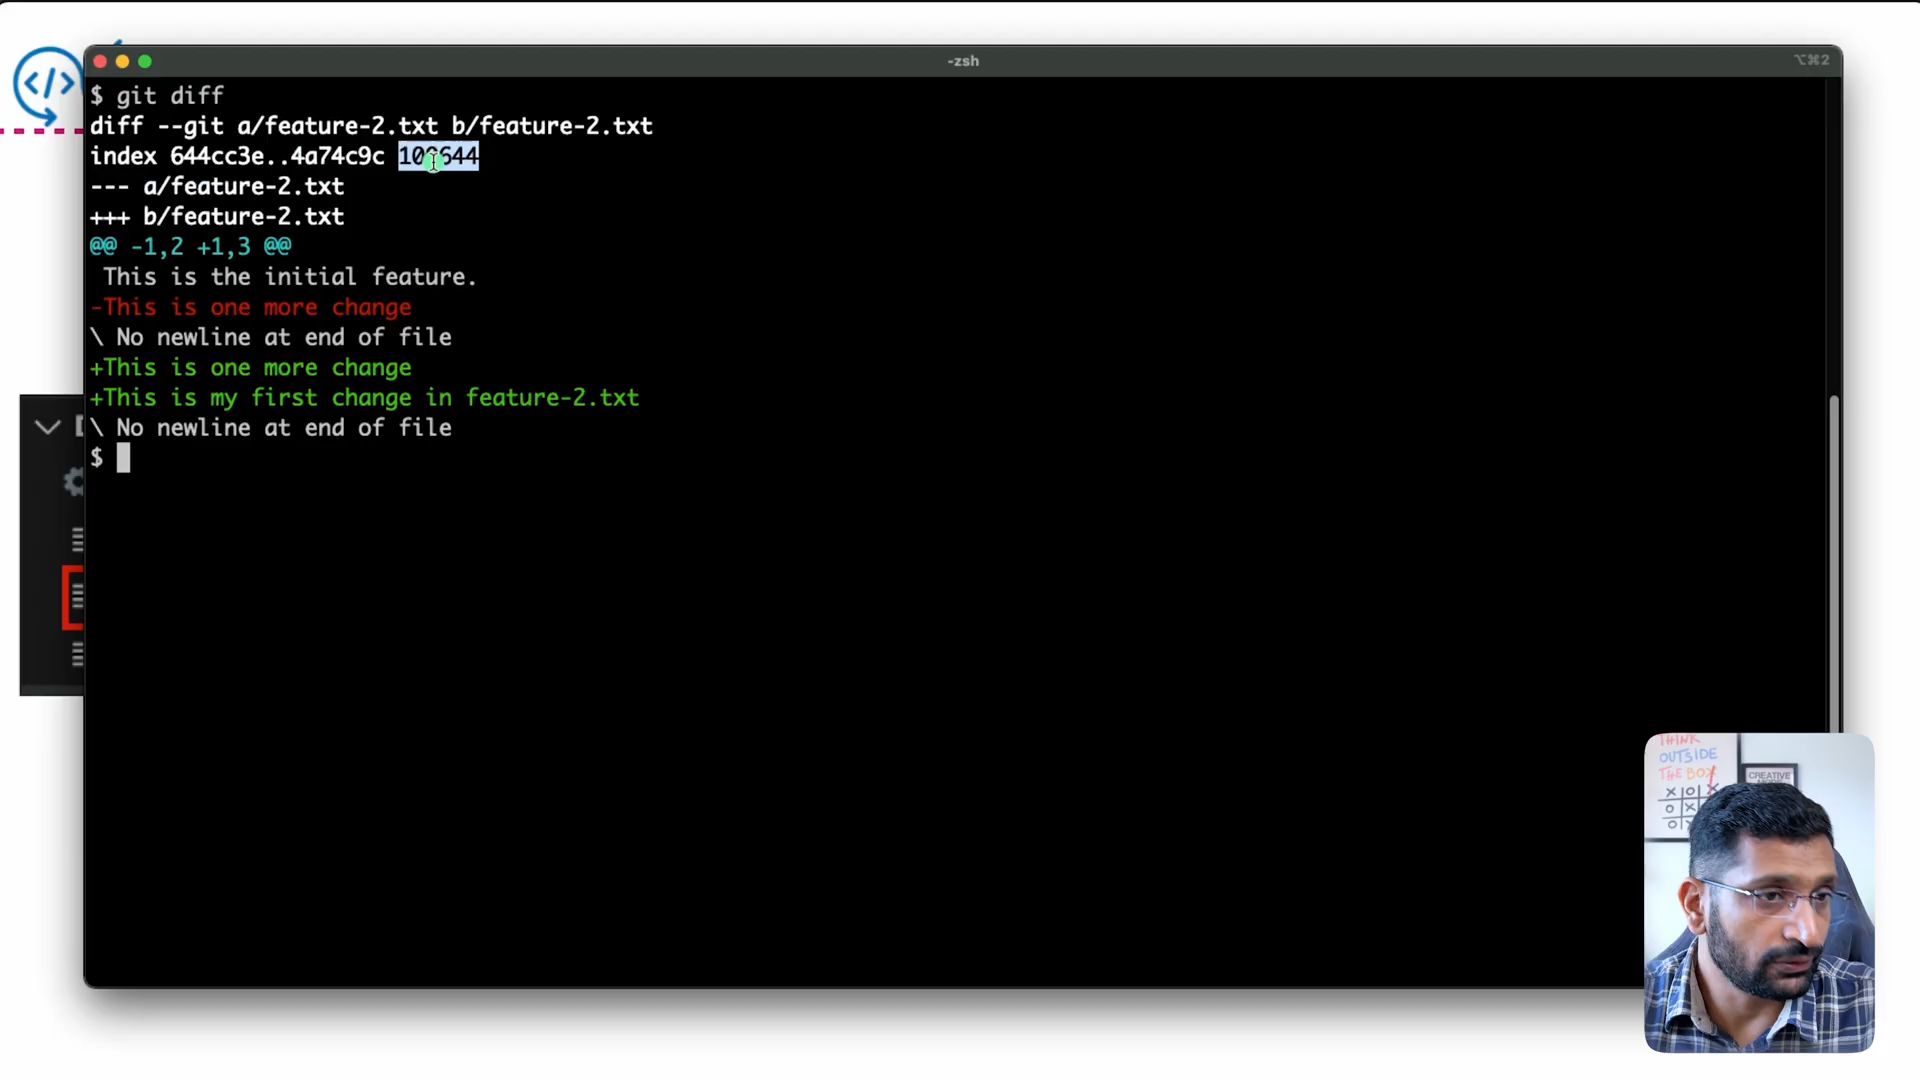 -zsh
⌥⌘2
$ git diff
diff --git a/feature-2.txt b/feature-2.txt
index 644cc3e..4a74c9c 100644
--- a/feature-2.txt
+++ b/feature-2.txt
@@ -1,2 +1,3 @@
 This is the initial feature.
-This is one more change
\ No newline at end of file
+This is one more change
+This is my first change in feature-2.txt
\ No newline at end of file
$
THINK
OUTSIDE
THE BOX
CREATIVE